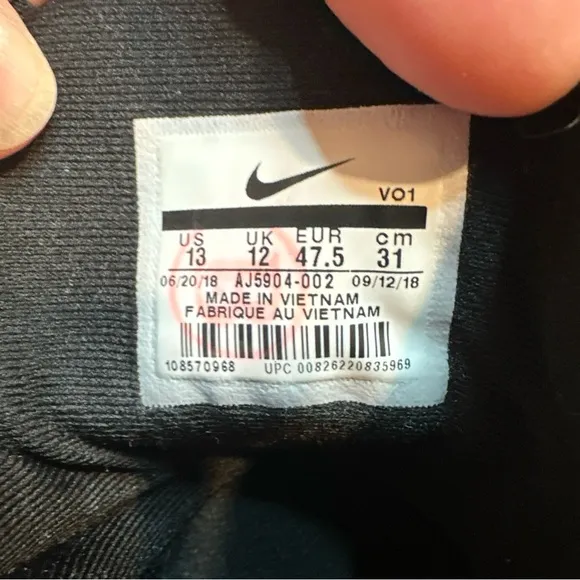 VO1
US UK EUR cm
13 12 47.5 31
06/20/18 AJ5904-002 09/12/18
MADE IN VIETNAM
FABRIQUE AU VIETNAM
108570968 UPC 00826220835969